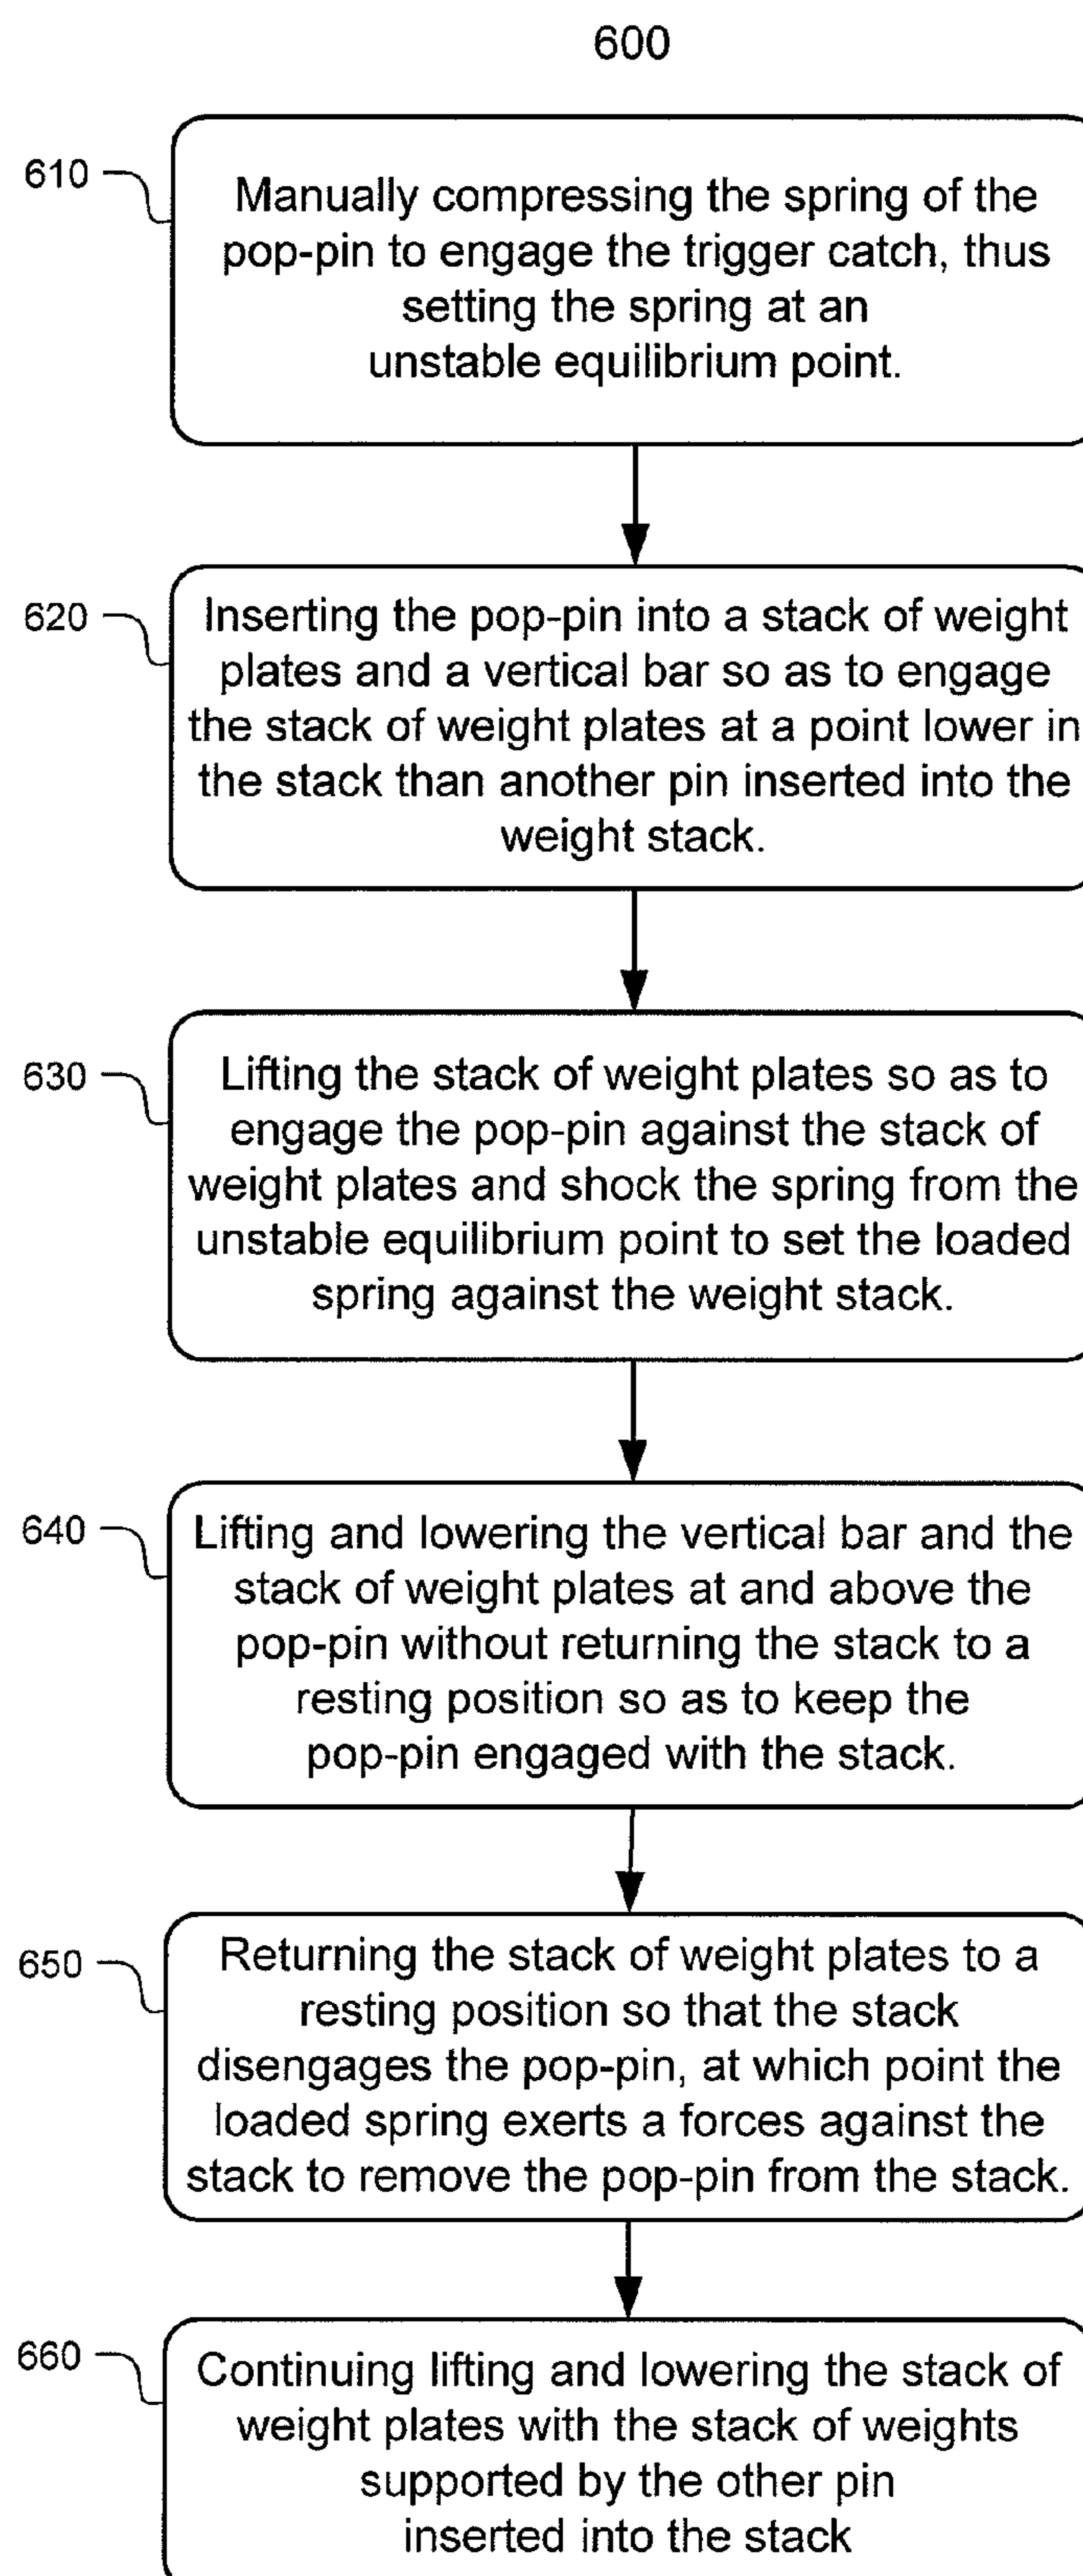 600
610
Manually compressing the spring of the
pop-pin to engage the trigger catch, thus
setting the spring at an
unstable equilibrium point.
620
Inserting the pop-pin into a stack of weight
plates and a vertical bar so as to engage
the stack of weight plates at a point lower in
the stack than another pin inserted into the
weight stack.
630
Lifting the stack of weight plates so as to
engage the pop-pin against the stack of
weight plates and shock the spring from the
unstable equilibrium point to set the loaded
spring against the weight stack.
640
Lifting and lowering the vertical bar and the
stack of weight plates at and above the
pop-pin without returning the stack to a
resting position so as to keep the
pop-pin engaged with the stack.
650
Returning the stack of weight plates to a
resting position so that the stack
disengages the pop-pin, at which point the
loaded spring exerts a forces against the
stack to remove the pop-pin from the stack.
660
Continuing lifting and lowering the stack of
weight plates with the stack of weights
supported by the other pin
inserted into the stack